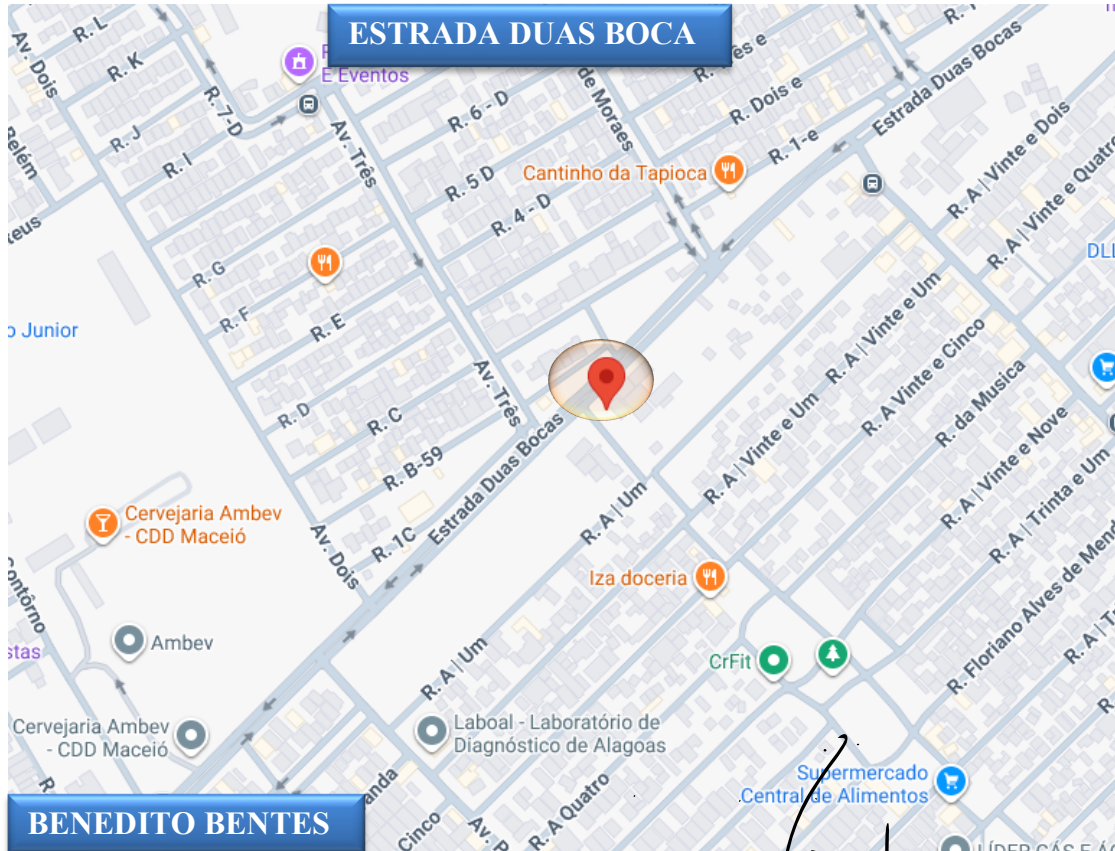 ESTRADA DUAS BOCA
R. L
Av. Dois
R. K
E Eventos
R. 7-D
R. J
R. I
R. 6 - D
de Moraes
R. Dois e
Estrada Duas Bocas
R. 1-e
Av. Três
R. 5 D
Cantinho da Tapioca
R. 4 - D
Belém
R. A | Vinte e Dois
R. A | Vinte e Quatro
R. G
R. F
R. E
o Junior
R. A | Vinte e Um
R. A Vinte e Cinco
R. da Musica
Av. Três
R. D
R. C
R. B-59
Estrada Duas Bocas
R. A | Vinte e Um
R. A | Vinte e Um
R. A | Vinte e Nove
R. A | Trinta e Um
R. A | Um
Cervejaria Ambev
- CDD Maceió
R. 1C
Av. Dois
Iza doceria
R. Floriano Alves de Mend
Contôrno
Ambev
stas
CrFit
R. A | Um
Cervejaria Ambev
- CDD Maceió
Laboal - Laboratório de
Diagnóstico de Alagoas
Supermercado
Central de Alimentos
anda
Cinco
R. A Quatro
BENEDITO BENTES